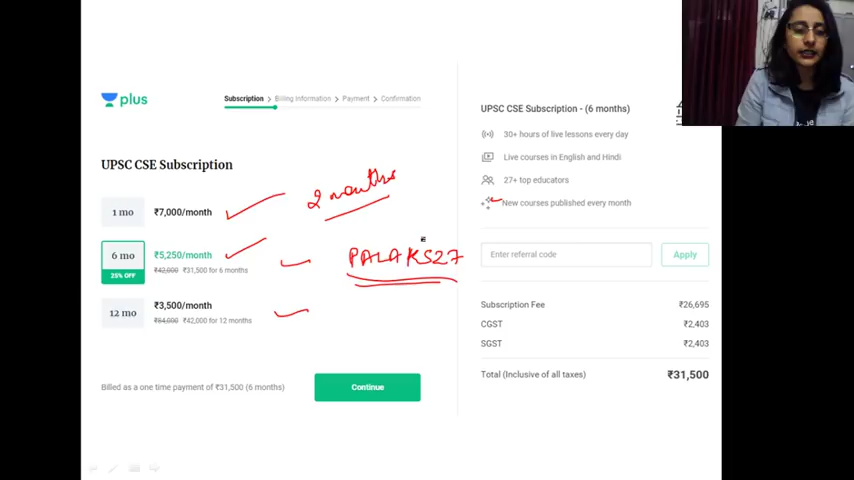 plus
Subscription > Billing Information > Payment > Confirmation
UPSC CSE Subscription
1 mo
₹7,000/month
2 months
6 mo
25% OFF
₹5,250/month
₹42,000 ₹31,500 for 6 months
PALAKS27
12 mo
₹3,500/month
₹84,000 ₹42,000 for 12 months
Billed as a one time payment of ₹31,500 (6 months)
Continue
UPSC CSE Subscription - (6 months)
30+ hours of live lessons every day
Live courses in English and Hindi
27+ top educators
New courses published every month
Enter referral code
Apply
Subscription Fee ₹26,695
CGST ₹2,403
SGST ₹2,403
Total (Inclusive of all taxes) ₹31,500